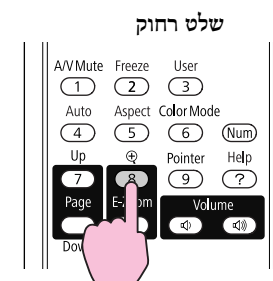 שלט רחוק
A/V Mute Freeze User
1 2 3
Auto Aspect Color Mode
4 5 6 Num
Up Pointer Help
7 8 9 ?
Page E-Zoom Volume